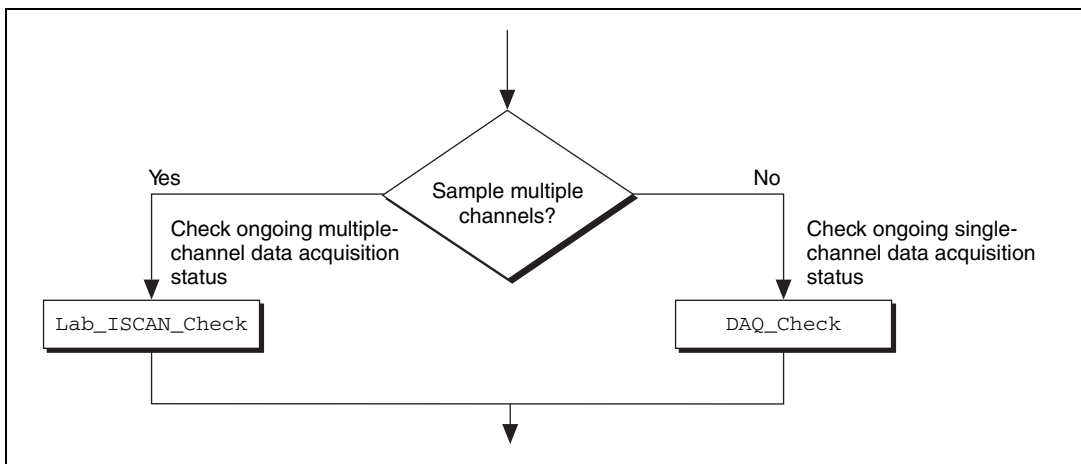 Sample multiple
channels?
Yes
Check ongoing multiple-
channel data acquisition
status
Lab_ISCAN_Check
No
Check ongoing single-
channel data acquisition
status
DAQ_Check